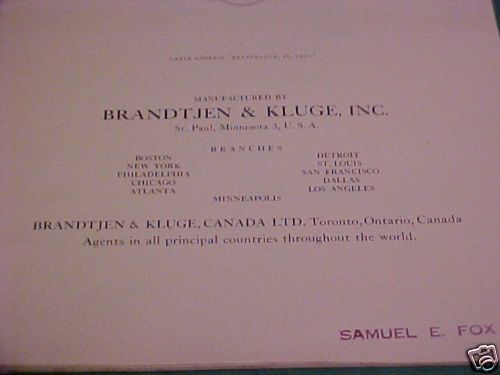 CABLE ADDRESS "BRANDKLUGE, ST. PAUL"
MANUFACTURED BY
BRANDTJEN & KLUGE, INC.
St. Paul, Minnesota 3, U.S.A.
BRANCHES
BOSTON
NEW YORK
PHILADELPHIA
CHICAGO
ATLANTA
DETROIT
ST. LOUIS
SAN FRANCISCO
DALLAS
LOS ANGELES
MINNEAPOLIS
BRANDTJEN & KLUGE, CANADA LTD. Toronto, Ontario, Canada
Agents in all principal countries throughout the world.
SAMUEL E. FOX